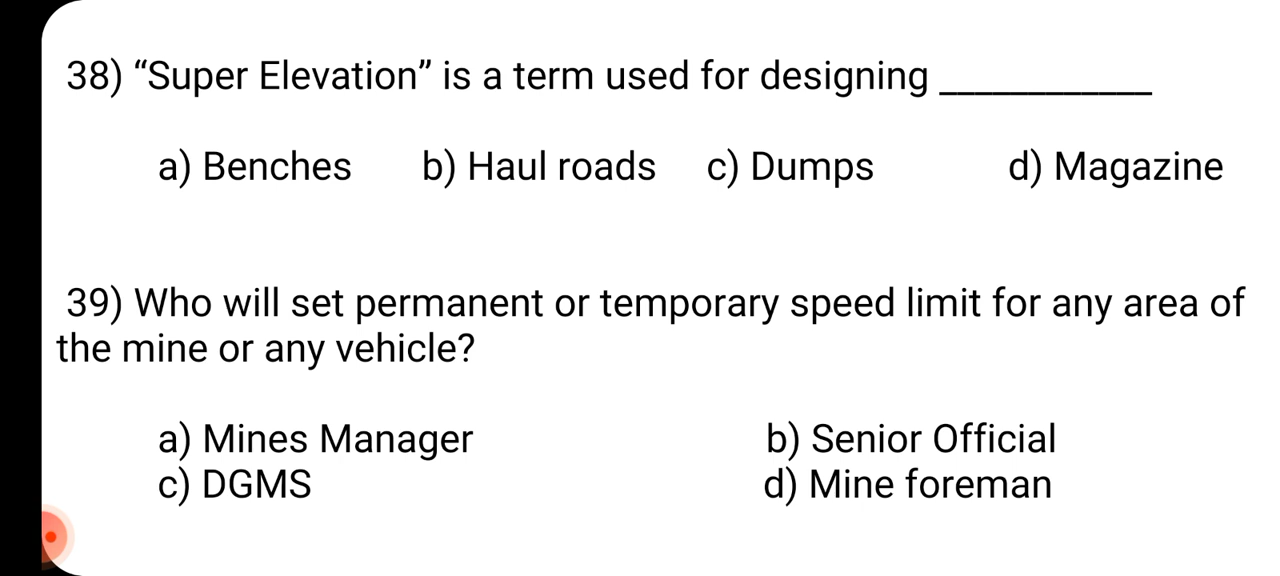 38) “Super Elevation” is a term used for designing ____________
a) Benches b) Haul roads c) Dumps d) Magazine
39) Who will set permanent or temporary speed limit for any area of
the mine or any vehicle?
a) Mines Manager b) Senior Official
c) DGMS d) Mine foreman